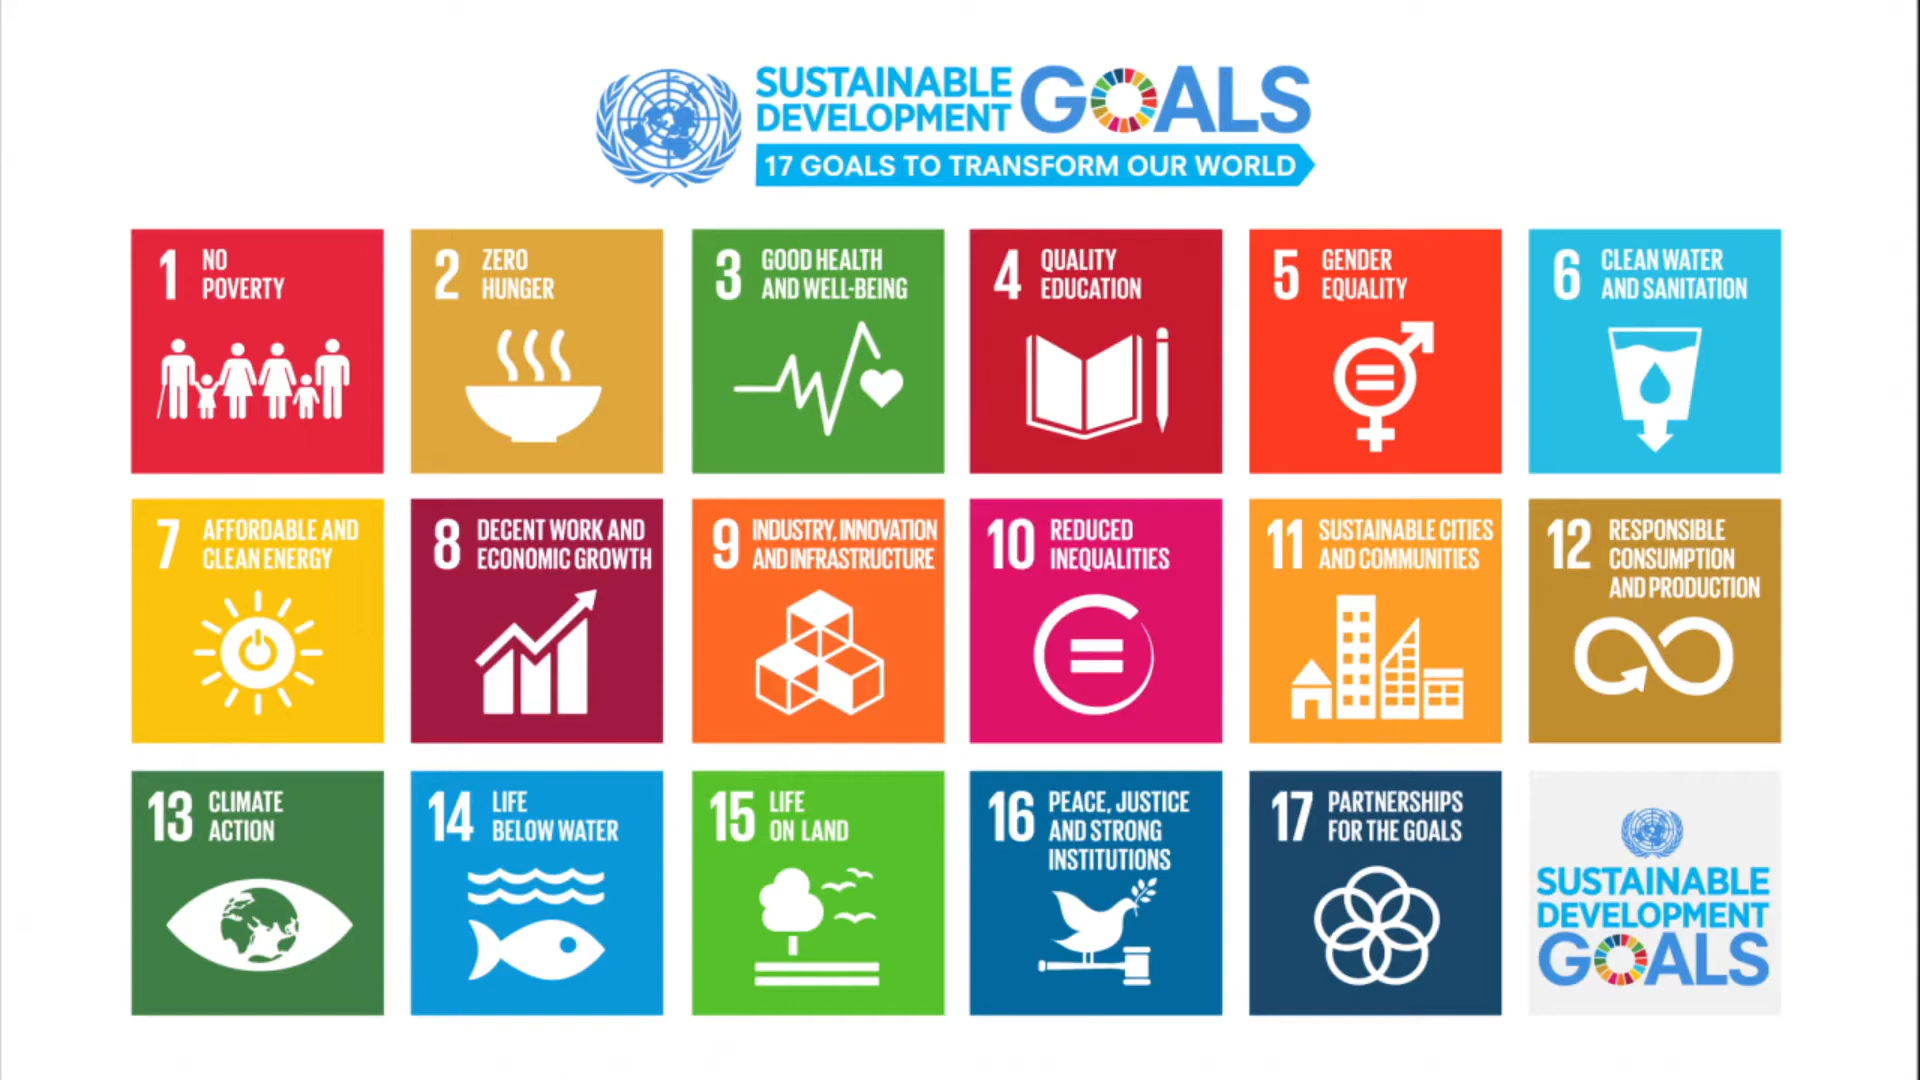 SUSTAINABLE
DEVELOPMENT
GOALS
17 GOALS TO TRANSFORM OUR WORLD
1 NO
POVERTY
2 ZERO
HUNGER
3 GOOD HEALTH
AND WELL-BEING
4 QUALITY
EDUCATION
5 GENDER
EQUALITY
6 CLEAN WATER
AND SANITATION
7 AFFORDABLE AND
CLEAN ENERGY
8 DECENT WORK AND
ECONOMIC GROWTH
9 INDUSTRY, INNOVATION
AND INFRASTRUCTURE
10 REDUCED
INEQUALITIES
11 SUSTAINABLE CITIES
AND COMMUNITIES
12 RESPONSIBLE
CONSUMPTION
AND PRODUCTION
13 CLIMATE
ACTION
14 LIFE
BELOW WATER
15 LIFE
ON LAND
16 PEACE, JUSTICE
AND STRONG
INSTITUTIONS
17 PARTNERSHIPS
FOR THE GOALS
SUSTAINABLE
DEVELOPMENT
GOALS